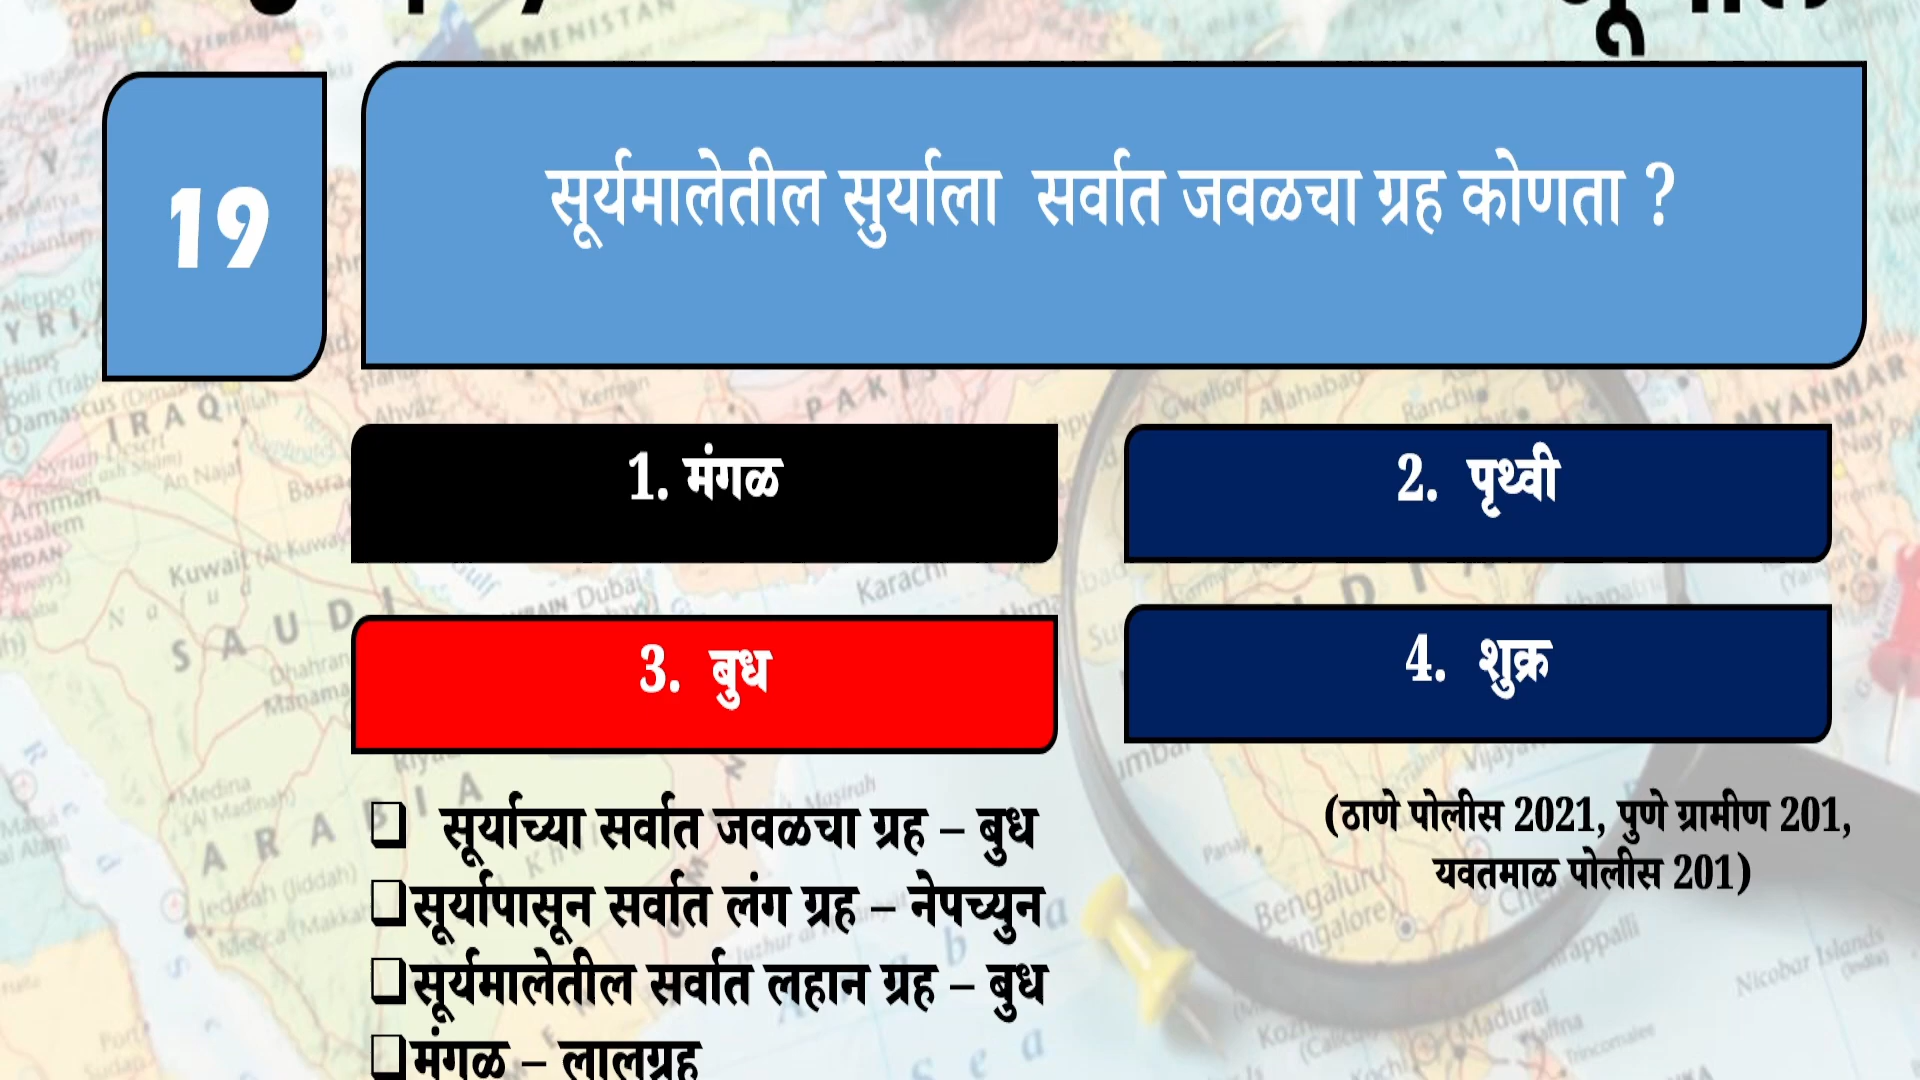 19
सूर्यमालेतील सुर्याला सर्वात जवळचा ग्रह कोणता ?
1. मंगळ
2. पृथ्वी
3. बुध
4. शुक्र
सूर्याच्या सर्वात जवळचा ग्रह – बुध
सूर्यापासून सर्वात लंग ग्रह – नेपच्युन
सूर्यमालेतील सर्वात लहान ग्रह – बुध
मंगळ – लालग्रह
(ठाणे पोलीस 2021, पुणे ग्रामीण 201,
यवतमाळ पोलीस 201)